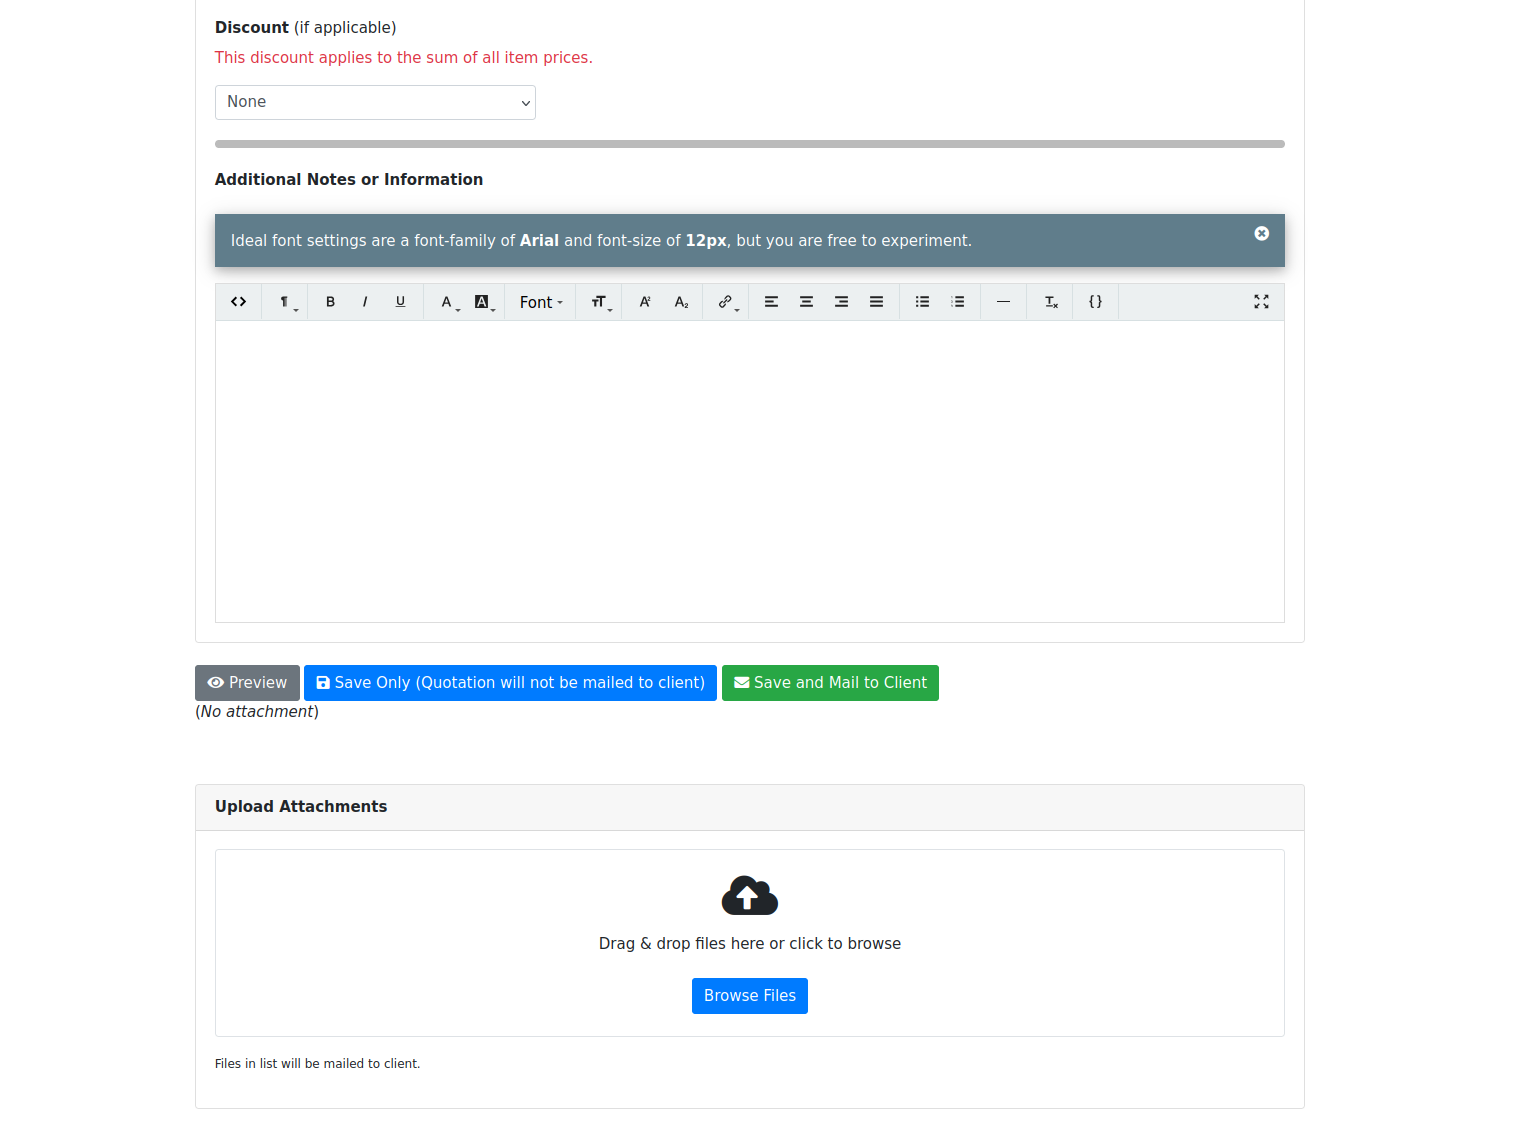 Discount (if applicable)
This discount applies to the sum of all item prices.
None
Additional Notes or Information
Ideal font settings are a font-family of Arial and font-size of 12px, but you are free to experiment.
Font
Preview
Save Only (Quotation will not be mailed to client)
Save and Mail to Client
(No attachment)
Upload Attachments
Drag & drop files here or click to browse
Browse Files
Files in list will be mailed to client.